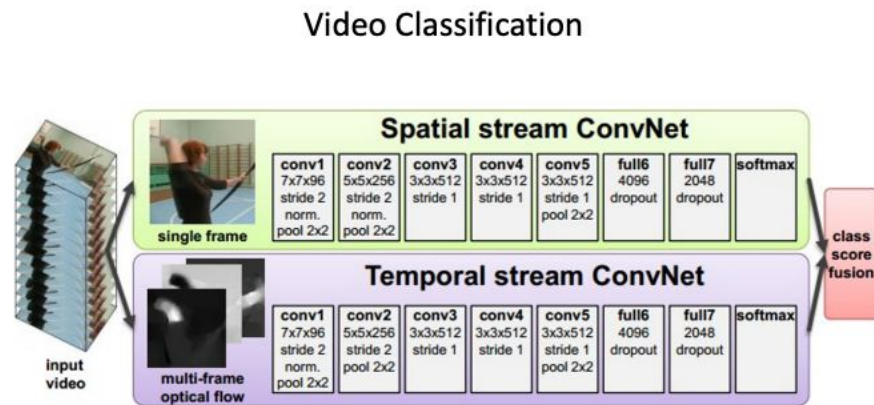 Video Classification
Spatial stream ConvNet
conv1
7x7x96
stride 2
norm.
pool 2x2
conv2
5x5x256
stride 2
norm.
pool 2x2
conv3
3x3x512
stride 1
conv4
3x3x512
stride 1
conv5
3x3x512
stride 1
pool 2x2
full6
4096
dropout
full7
2048
dropout
softmax
single frame
Temporal stream ConvNet
conv1
7x7x96
stride 2
norm.
pool 2x2
conv2
5x5x256
stride 2
pool 2x2
conv3
3x3x512
stride 1
conv4
3x3x512
stride 1
conv5
3x3x512
stride 1
pool 2x2
full6
4096
dropout
full7
2048
dropout
softmax
multi-frame
optical flow
input
video
class
score
fusion